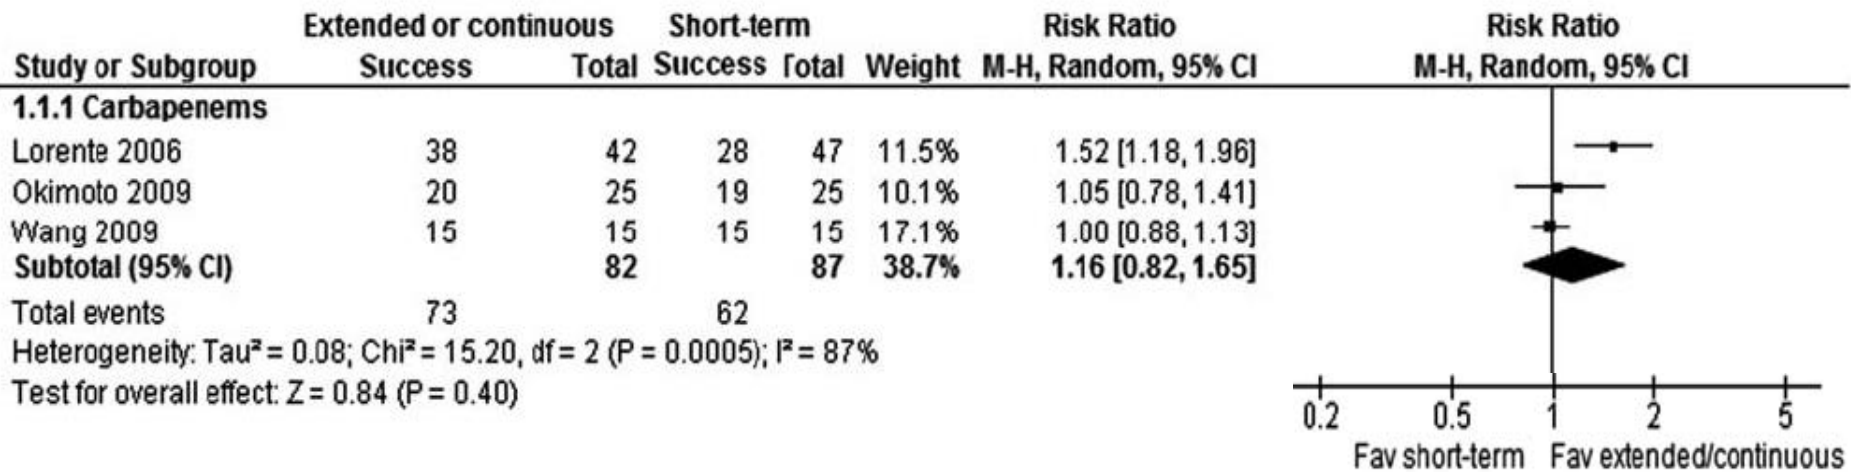 Extended or continuous Short-term Risk Ratio Risk Ratio
Study or Subgroup Success Total Success Total Weight M-H, Random, 95% CI M-H, Random, 95% CI
1.1.1 Carbapenems
Lorente 2006 38 42 28 47 11.5% 1.52 [1.18, 1.96]
Okimoto 2009 20 25 19 25 10.1% 1.05 [0.78, 1.41]
Wang 2009 15 15 15 15 17.1% 1.00 [0.88, 1.13]
Subtotal (95% CI) 82 87 38.7% 1.16 [0.82, 1.65]
Total events 73 62
Heterogeneity: Tau² = 0.08; Chi² = 15.20, df = 2 (P = 0.0005); I² = 87%
Test for overall effect: Z = 0.84 (P = 0.40)
0.2 0.5 1 2 5
Fav short-term Fav extended/continuous